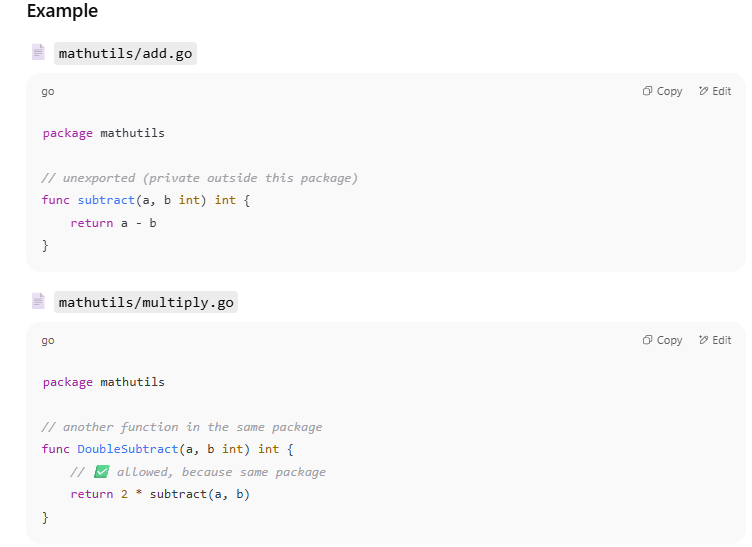 Example
mathutils/add.go
go
Copy
Edit
package mathutils
// unexported (private outside this package)
func subtract(a, b int) int {
    return a - b
}
mathutils/multiply.go
go
Copy
Edit
package mathutils
// another function in the same package
func DoubleSubtract(a, b int) int {
    // ✅ allowed, because same package
    return 2 * subtract(a, b)
}